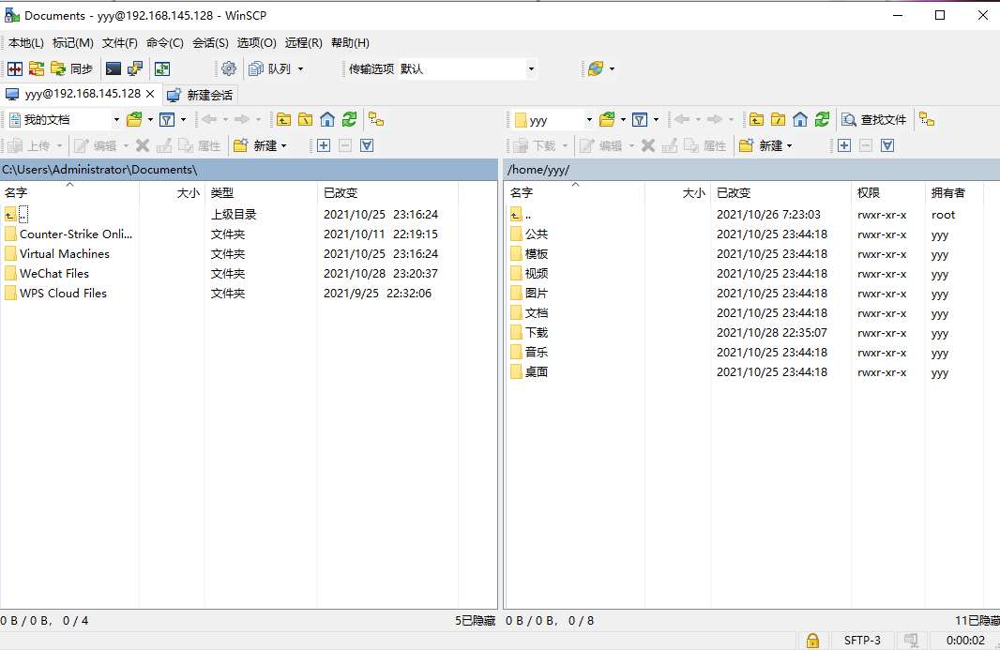 Documents - yyy@192.168.145.128 - WinSCP
本地(L) 标记(M) 文件(F) 命令(C) 会话(S) 选项(O) 远程(R) 帮助(H)
同步 队列 传输选项 默认
yyy@192.168.145.128 新建会话
我的文档 yyy 查找文件
上传 编辑 属性 新建 下载 编辑 属性 新建
C:\Users\Administrator\Documents\ /home/yyy/
名字 大小 类型 已改变 名字 大小 已改变 权限 拥有者
.. 上级目录 2021/10/25 23:16:24 .. 2021/10/26 7:23:03 rwxr-xr-x root
Counter-Strike Onli... 文件夹 2021/10/11 22:19:15 公共 2021/10/25 23:44:18 rwxr-xr-x yyy
Virtual Machines 文件夹 2021/10/25 23:16:24 模板 2021/10/25 23:44:18 rwxr-xr-x yyy
WeChat Files 文件夹 2021/10/28 23:20:37 视频 2021/10/25 23:44:18 rwxr-xr-x yyy
WPS Cloud Files 文件夹 2021/9/25 22:32:06 图片 2021/10/25 23:44:18 rwxr-xr-x yyy
文档 2021/10/25 23:44:18 rwxr-xr-x yyy
下载 2021/10/28 22:35:07 rwxr-xr-x yyy
音乐 2021/10/25 23:44:18 rwxr-xr-x yyy
桌面 2021/10/25 23:44:18 rwxr-xr-x yyy
0 B / 0 B， 0 / 4 5已隐藏 0 B / 0 B， 0 / 8 11已隐藏
SFTP-3 0:00:02